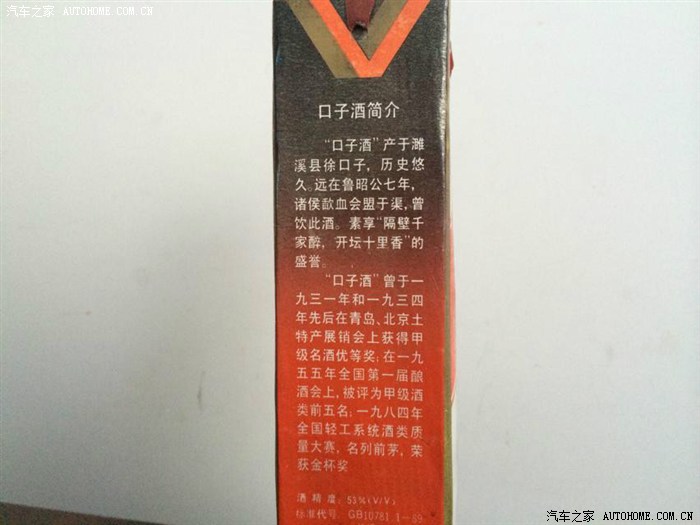 汽车之家 AUTOHOME.COM.CN
口子酒简介
“口子酒”产于濉
溪县徐口子，历史悠
久。远在鲁昭公七年，
诸侯歃血会盟于渠，曾
饮此酒。素享“隔壁千
家醉，开坛十里香”的
盛誉。
“口子酒”曾于一
九三一年和一九三四
年先后在青岛、北京土
特产展销会上获得甲
级名酒优等奖；在一九
五五年全国第一届酿
酒会上，被评为甲级酒
类前五名；一九八四年
全国轻工系统酒类质
量大赛，名列前茅，荣
获金杯奖
酒精度：53%(V/V)
标准代号：GB10781.1-89
汽车之家 AUTOHOME.COM.CN